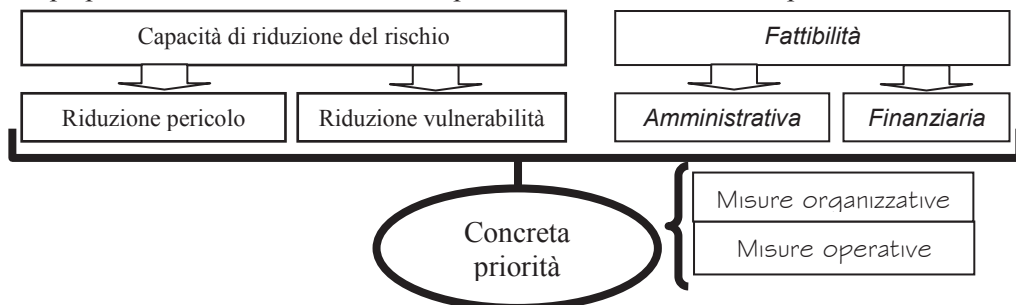 Capacità di riduzione del rischio
Fattibilità
Riduzione pericolo
Riduzione vulnerabilità
Amministrativa
Finanziaria
Concreta
priorità
Misure organizzative
Misure operative